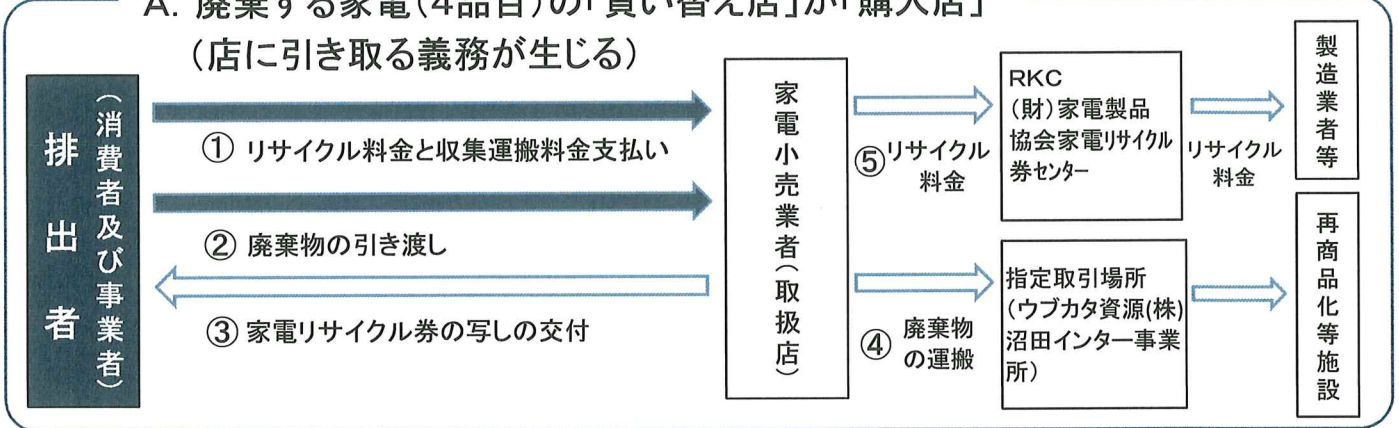 A. 廃棄する家電(4品目)の「買い替え店」か「購入店」
(店に引き取る義務が生じる)
排出者
(消費者及び事業者)
① リサイクル料金と収集運搬料金支払い
② 廃棄物の引き渡し
③ 家電リサイクル券の写しの交付
家電小売業者(取扱店)
⑤リサイクル
料金
④ 廃棄物
の運搬
RKC
(財)家電製品
協会家電リサイクル
券センター
指定取引場所
(ウブカタ資源(株)
沼田インター事業
所)
リサイクル
料金
製造業者等
再商品化等施設